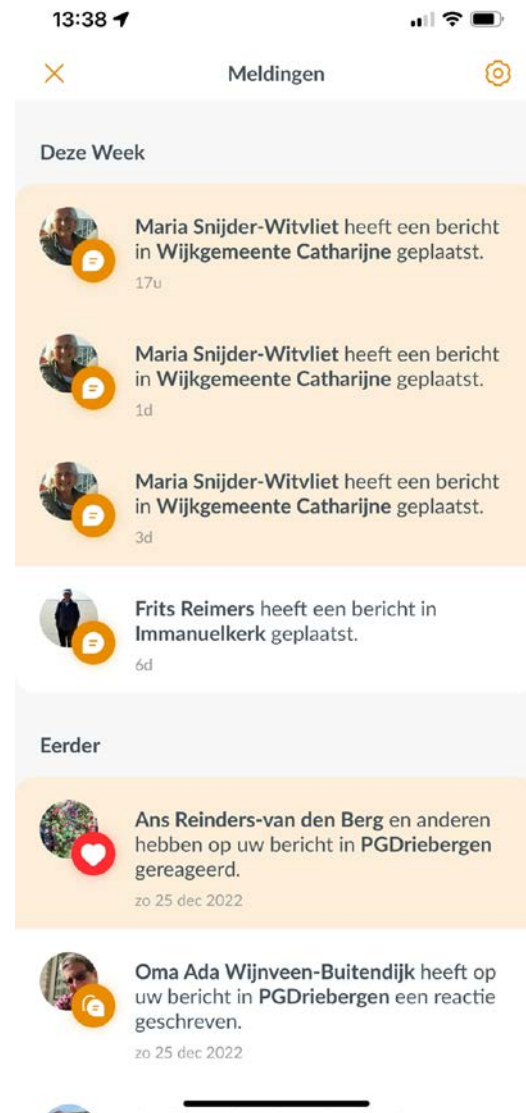 13:38
Meldingen
Deze Week
Maria Snijder-Witvliet heeft een bericht
in Wijkgemeente Catharijne geplaatst.
17u
Maria Snijder-Witvliet heeft een bericht
in Wijkgemeente Catharijne geplaatst.
1d
Maria Snijder-Witvliet heeft een bericht
in Wijkgemeente Catharijne geplaatst.
3d
Frits Reimers heeft een bericht in
Immanuelkerk geplaatst.
6d
Eerder
Ans Reinders-van den Berg en anderen
hebben op uw bericht in PGDriebergen
gereageerd.
zo 25 dec 2022
Oma Ada Wijnveen-Buitendijk heeft op
uw bericht in PGDriebergen een reactie
geschreven.
zo 25 dec 2022